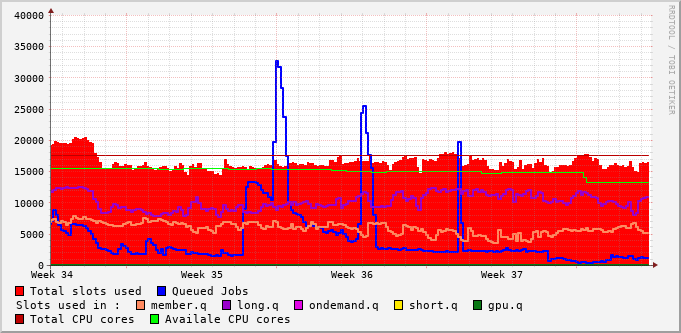 40000
35000
30000
25000
20000
15000
10000
5000
0
Week 34 Week 35 Week 36 Week 37
RRDTOOL / TOBI OETIKER
Total slots used Queued Jobs
Slots used in : member.q long.q ondemand.q short.q gpu.q
Total CPU cores Availale CPU cores